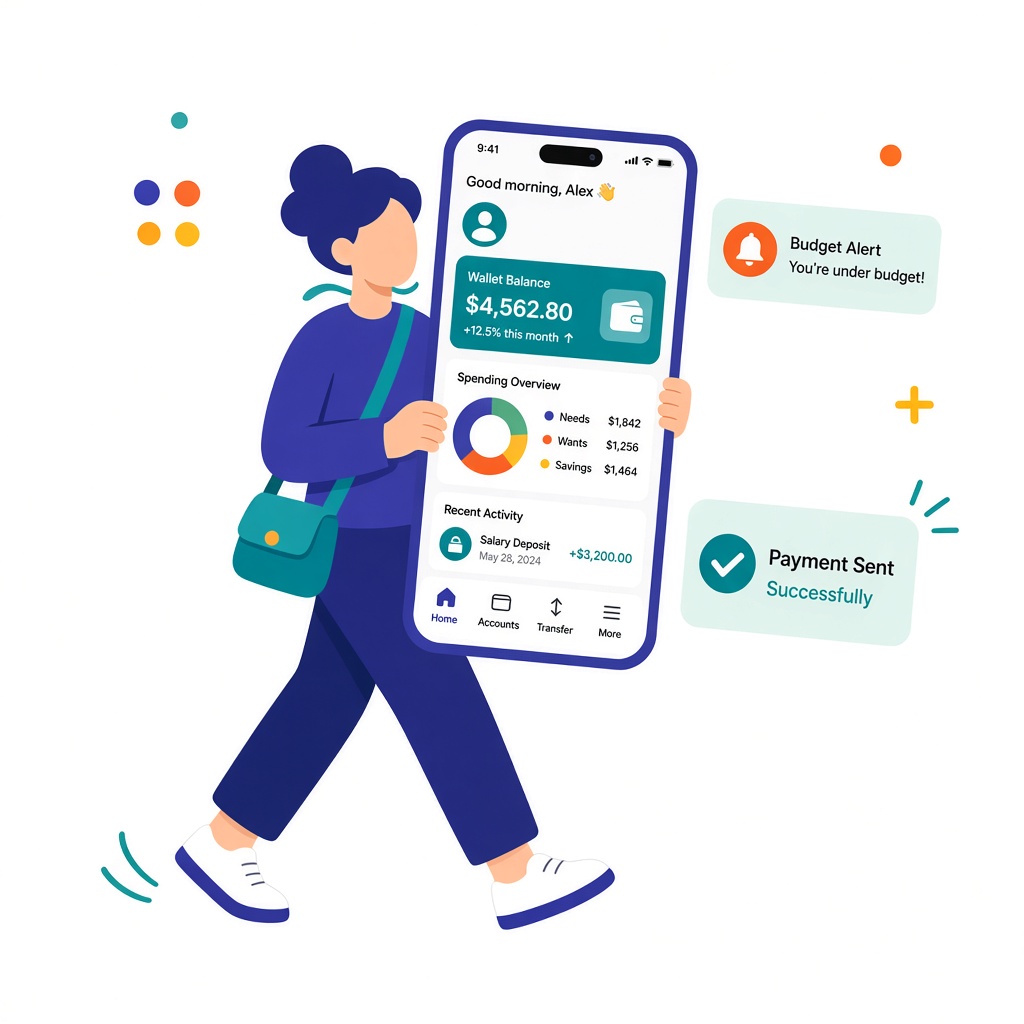 9:41
Good morning, Alex 👋
Wallet Balance
$4,562.80
+12.5% this month ↑
Spending Overview
Needs $1,842
Wants $1,256
Savings $1,464
Recent Activity
Salary Deposit
May 28, 2024
+$3,200.00
Home
Accounts
Transfer
More
Budget Alert
You're under budget!
Payment Sent
Successfully